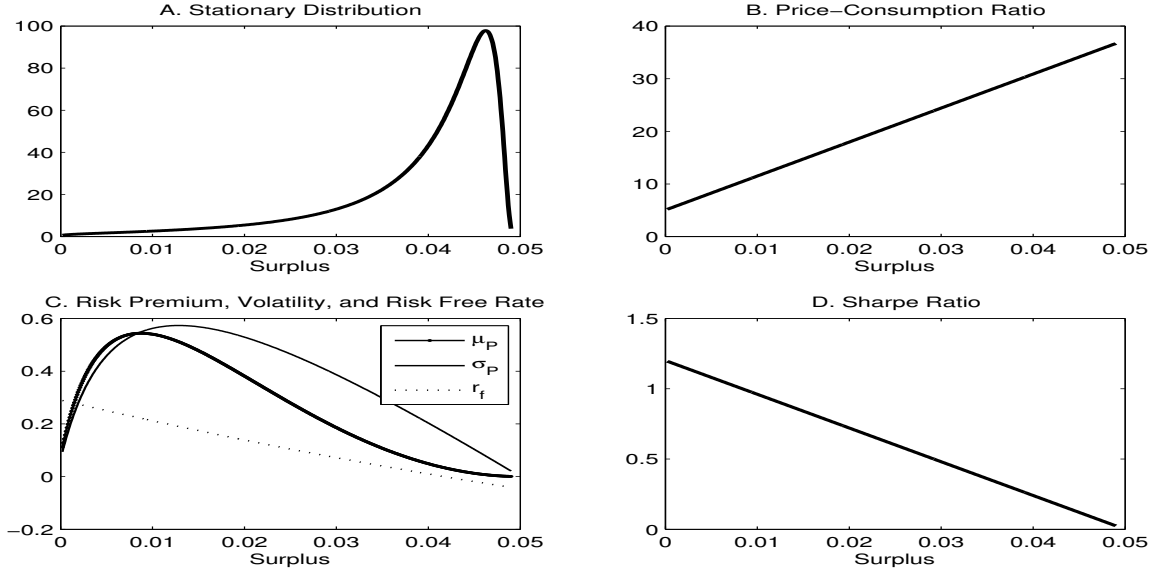 A. Stationary Distribution
100
80
60
40
20
0
0 0.01 0.02 0.03 0.04 0.05
Surplus
B. Price−Consumption Ratio
40
30
20
10
0
0 0.01 0.02 0.03 0.04 0.05
Surplus
C. Risk Premium, Volatility, and Risk Free Rate
0.6
0.4
0.2
0
−0.2
0 0.01 0.02 0.03 0.04 0.05
Surplus
μP
σP
rf
D. Sharpe Ratio
1.5
1
0.5
0
0 0.01 0.02 0.03 0.04 0.05
Surplus